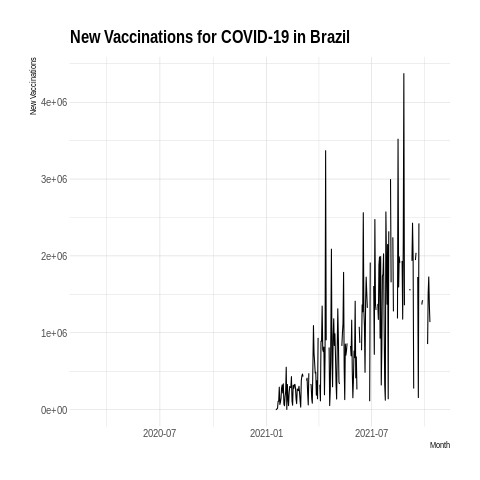 New Vaccinations for COVID-19 in Brazil
New Vaccinations
4e+06
3e+06
2e+06
1e+06
0e+00
2020-07
2021-01
2021-07
Month